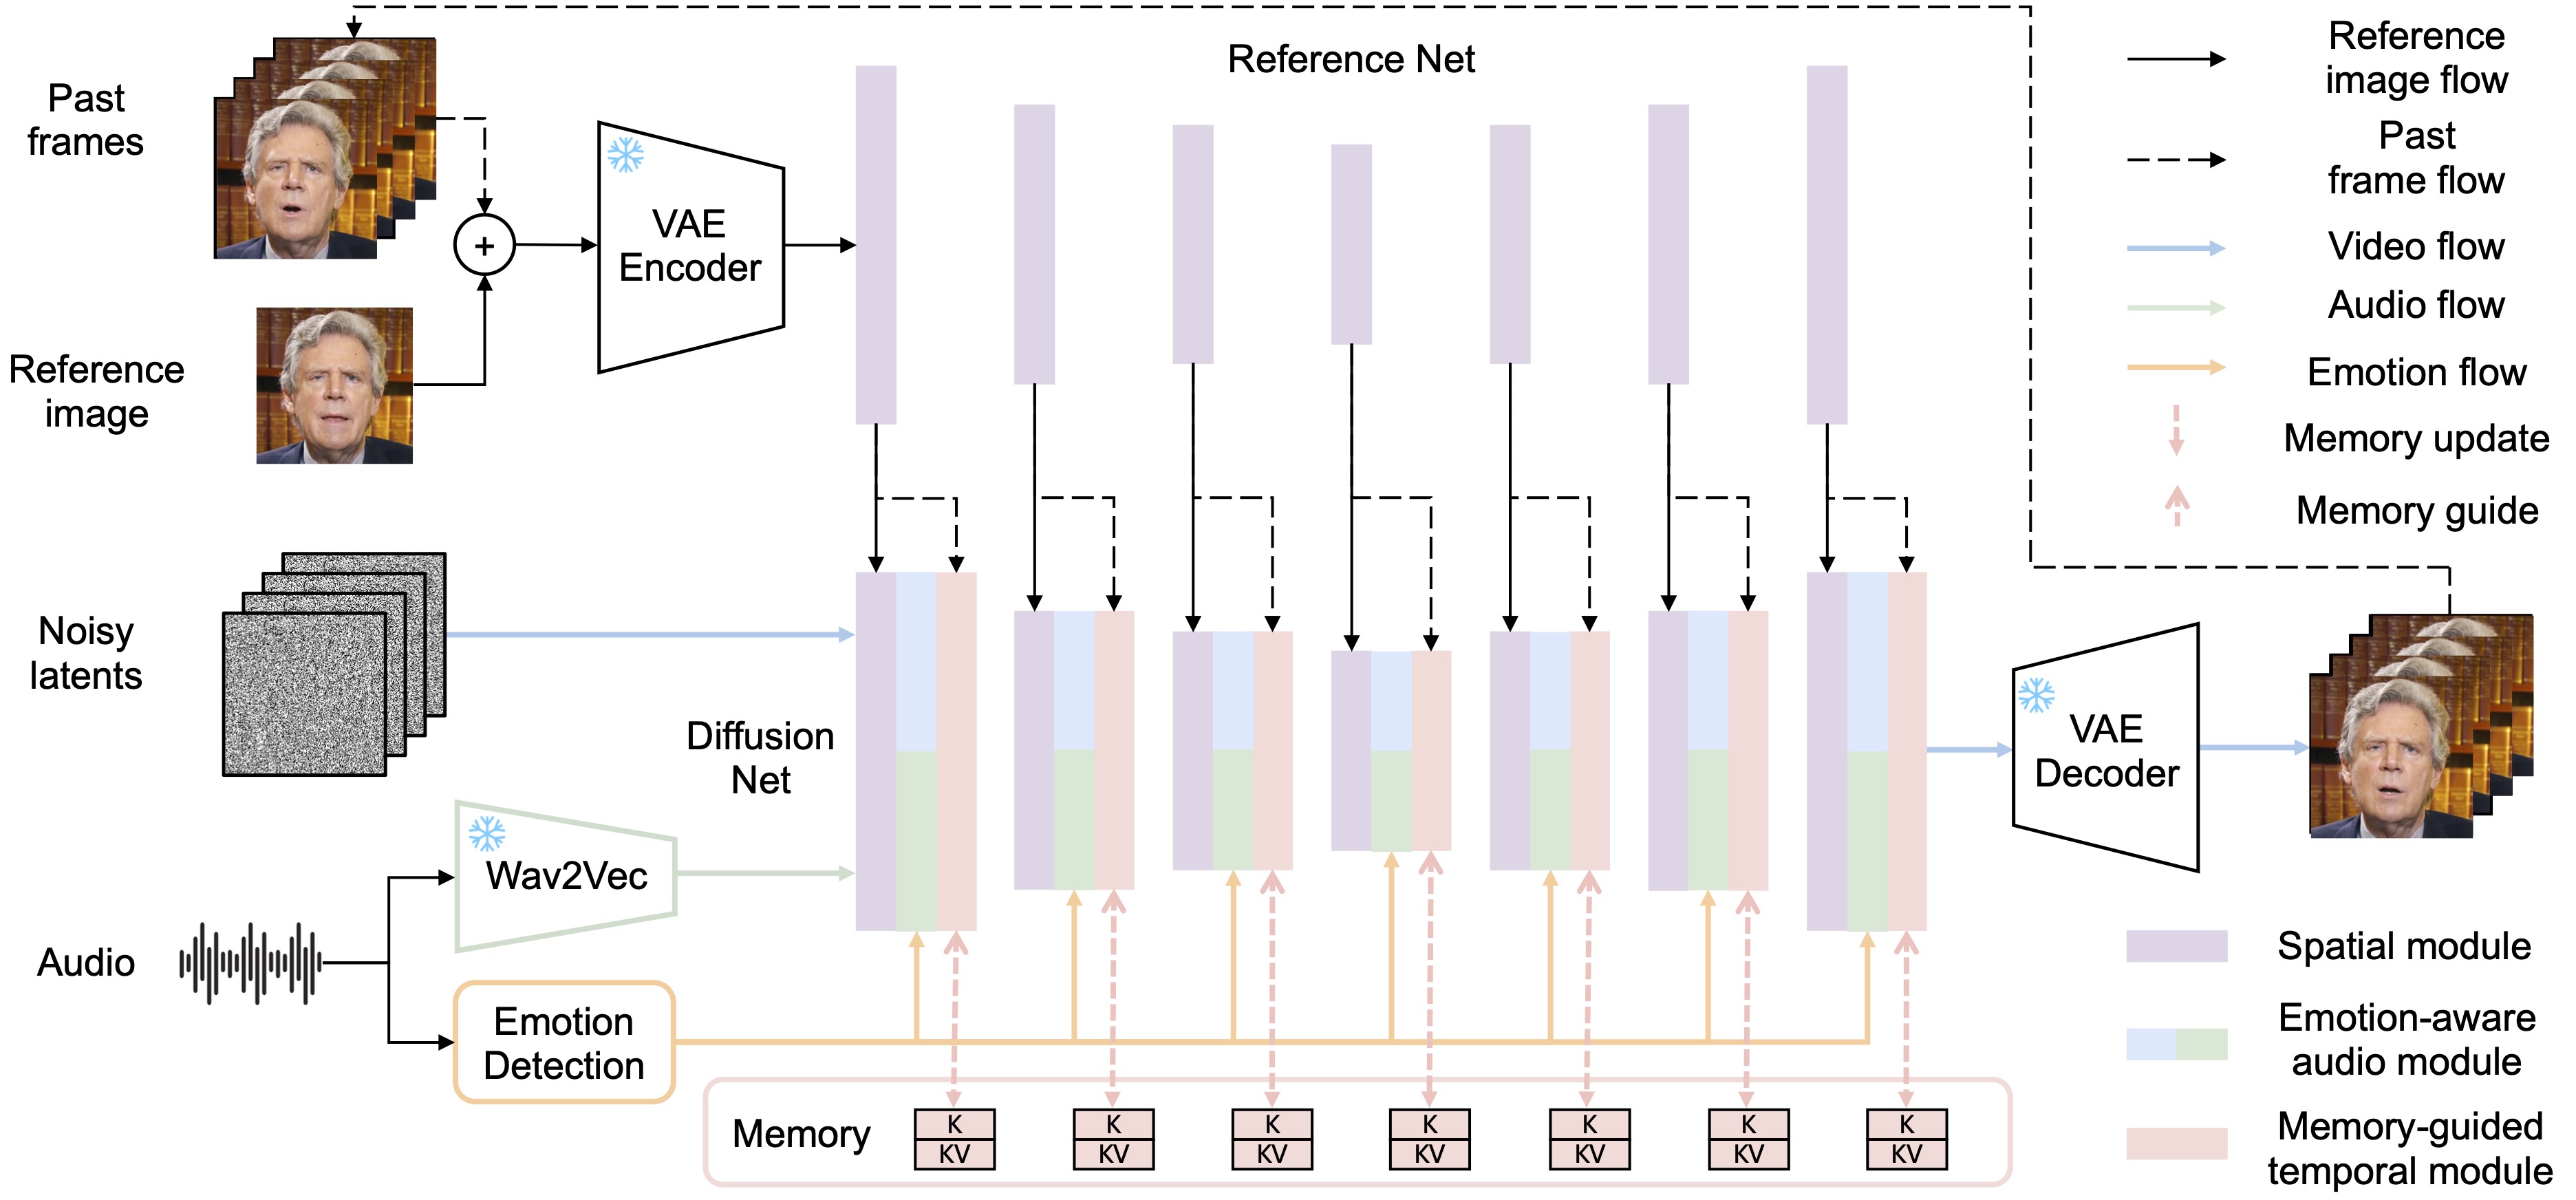 Past
frames
Reference
image
Noisy
latents
Audio
+
VAE
Encoder
Wav2Vec
Emotion
Detection
Reference Net
Diffusion
Net
Memory
K
KV
K
KV
K
KV
K
KV
K
KV
K
KV
K
KV
VAE
Decoder
Reference
image flow
Past
frame flow
Video flow
Audio flow
Emotion flow
Memory update
Memory guide
Spatial module
Emotion-aware
audio module
Memory-guided
temporal module